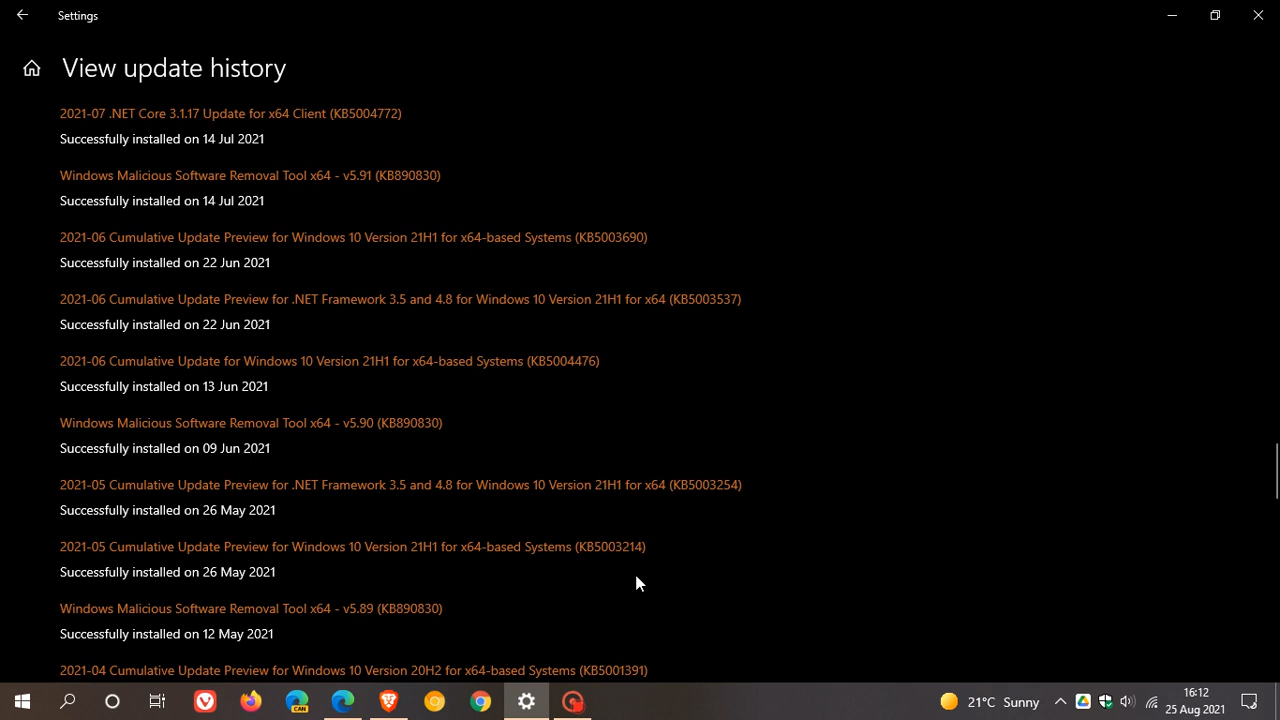 Settings
View update history
2021-07 .NET Core 3.1.17 Update for x64 Client (KB5004772)
Successfully installed on 14 Jul 2021
Windows Malicious Software Removal Tool x64 - v5.91 (KB890830)
Successfully installed on 14 Jul 2021
2021-06 Cumulative Update Preview for Windows 10 Version 21H1 for x64-based Systems (KB5003690)
Successfully installed on 22 Jun 2021
2021-06 Cumulative Update Preview for .NET Framework 3.5 and 4.8 for Windows 10 Version 21H1 for x64 (KB5003537)
Successfully installed on 22 Jun 2021
2021-06 Cumulative Update for Windows 10 Version 21H1 for x64-based Systems (KB5004476)
Successfully installed on 13 Jun 2021
Windows Malicious Software Removal Tool x64 - v5.90 (KB890830)
Successfully installed on 09 Jun 2021
2021-05 Cumulative Update Preview for .NET Framework 3.5 and 4.8 for Windows 10 Version 21H1 for x64 (KB5003254)
Successfully installed on 26 May 2021
2021-05 Cumulative Update Preview for Windows 10 Version 21H1 for x64-based Systems (KB5003214)
Successfully installed on 26 May 2021
Windows Malicious Software Removal Tool x64 - v5.89 (KB890830)
Successfully installed on 12 May 2021
2021-04 Cumulative Update Preview for Windows 10 Version 20H2 for x64-based Systems (KB5001391)
CAN
21°C Sunny
16:12
25 Aug 2021